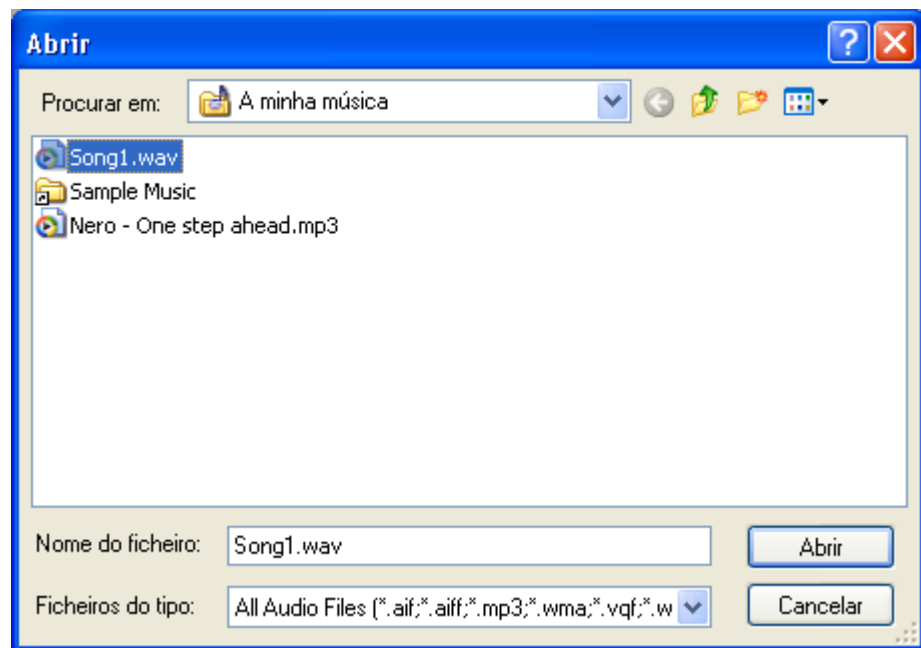 Abrir
Procurar em: A minha música
Song1.wav
Sample Music
Nero - One step ahead.mp3
Nome do ficheiro: Song1.wav Abrir
Ficheiros do tipo: All Audio Files (*.aif;*.aiff;*.mp3;*.wma;*.vqf;*.w Cancelar